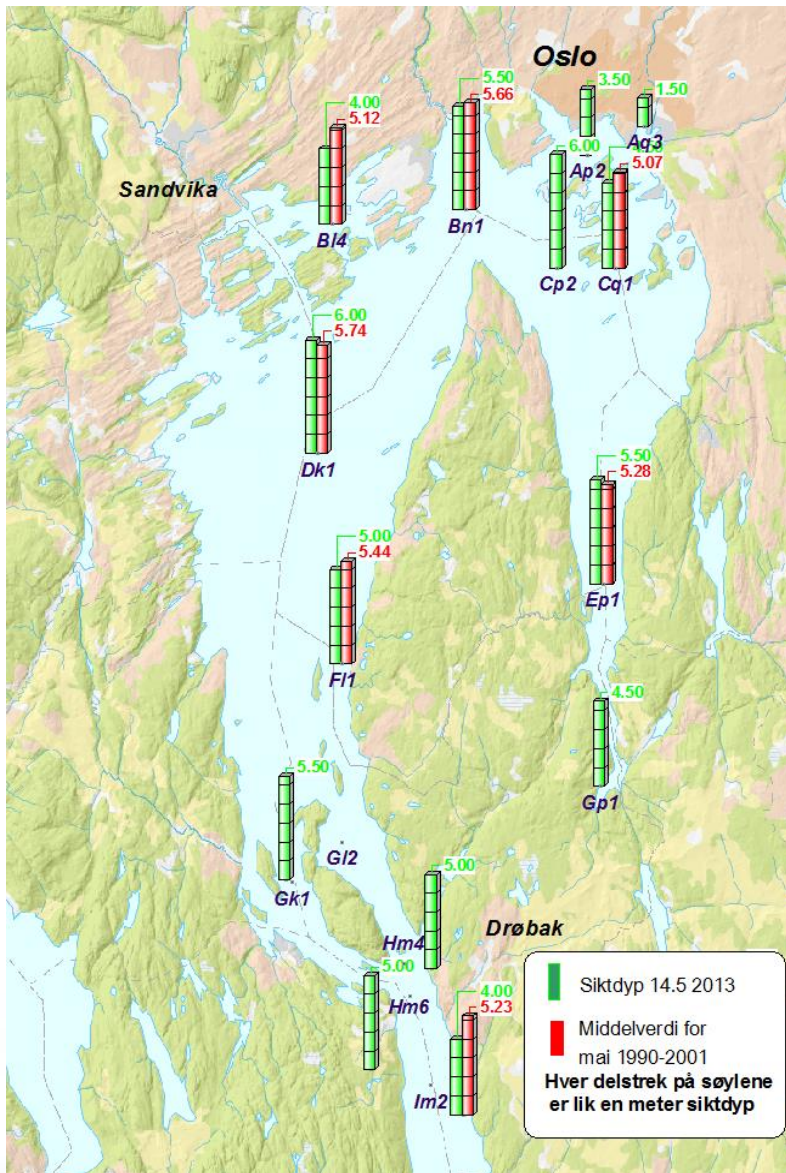 Oslo
3.50
1.50
5.50
5.66
4.00
5.12
Aq3
6.00
Ap2
5.07
Sandvika
Bl4
Bn1
Cp2
Cq1
6.00
5.74
Dk1
5.50
5.28
5.00
5.44
Ep1
Fl1
4.50
5.50
Gp1
Gl2
5.00
Gk1
Drøbak
Hm4
5.00
Hm6
4.00
5.23
Im2
Siktdyp 14.5 2013
Middelverdi for
mai 1990-2001
Hver delstrek på søylene
er lik en meter siktdyp